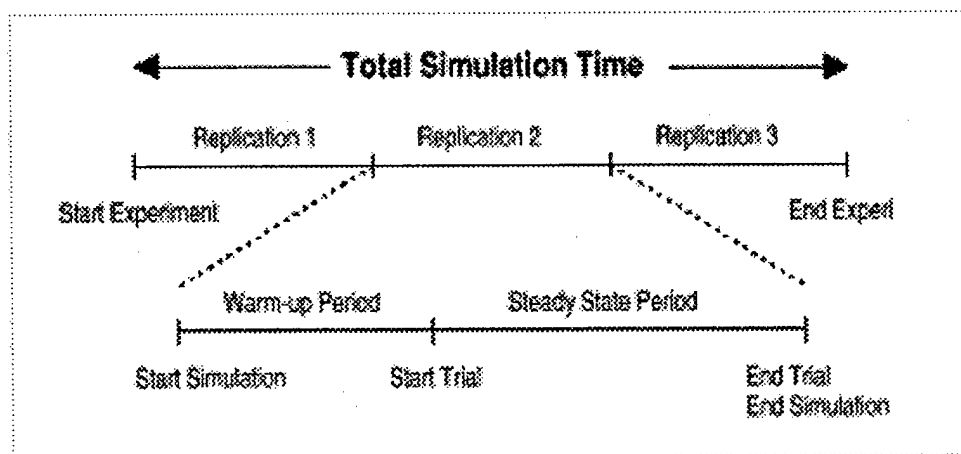 Total Simulation Time
Replication 1 Replication 2 Replication 3
Start Experiment End Experi
Warm-up Period Steady State Period
Start Simulation Start Trial End Trial
End Simulation